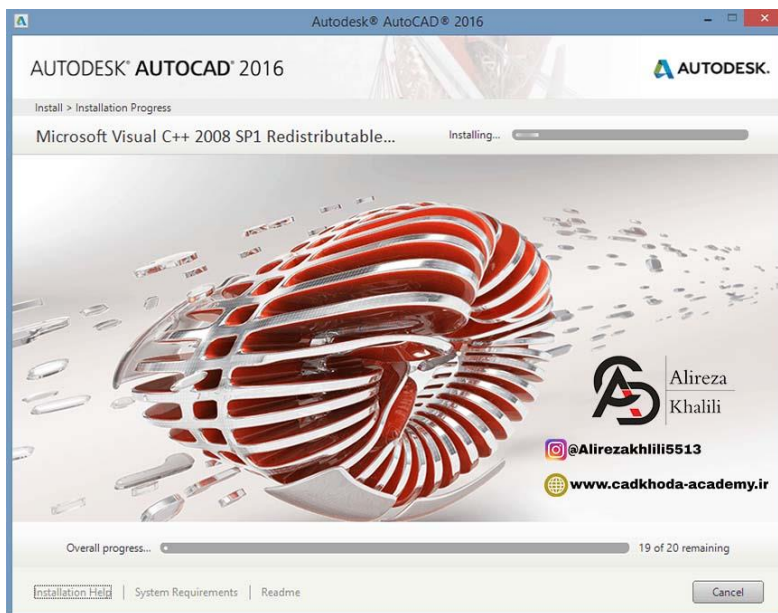 Autodesk® AutoCAD® 2016
AUTODESK® AUTOCAD® 2016
AUTODESK.
Install > Installation Progress
Microsoft Visual C++ 2008 SP1 Redistributable...
Installing...
Alireza
Khalili
@Alirezakhlili5513
www.cadkhoda-academy.ir
Overall progress...
19 of 20 remaining
Installation Help | System Requirements | Readme
Cancel